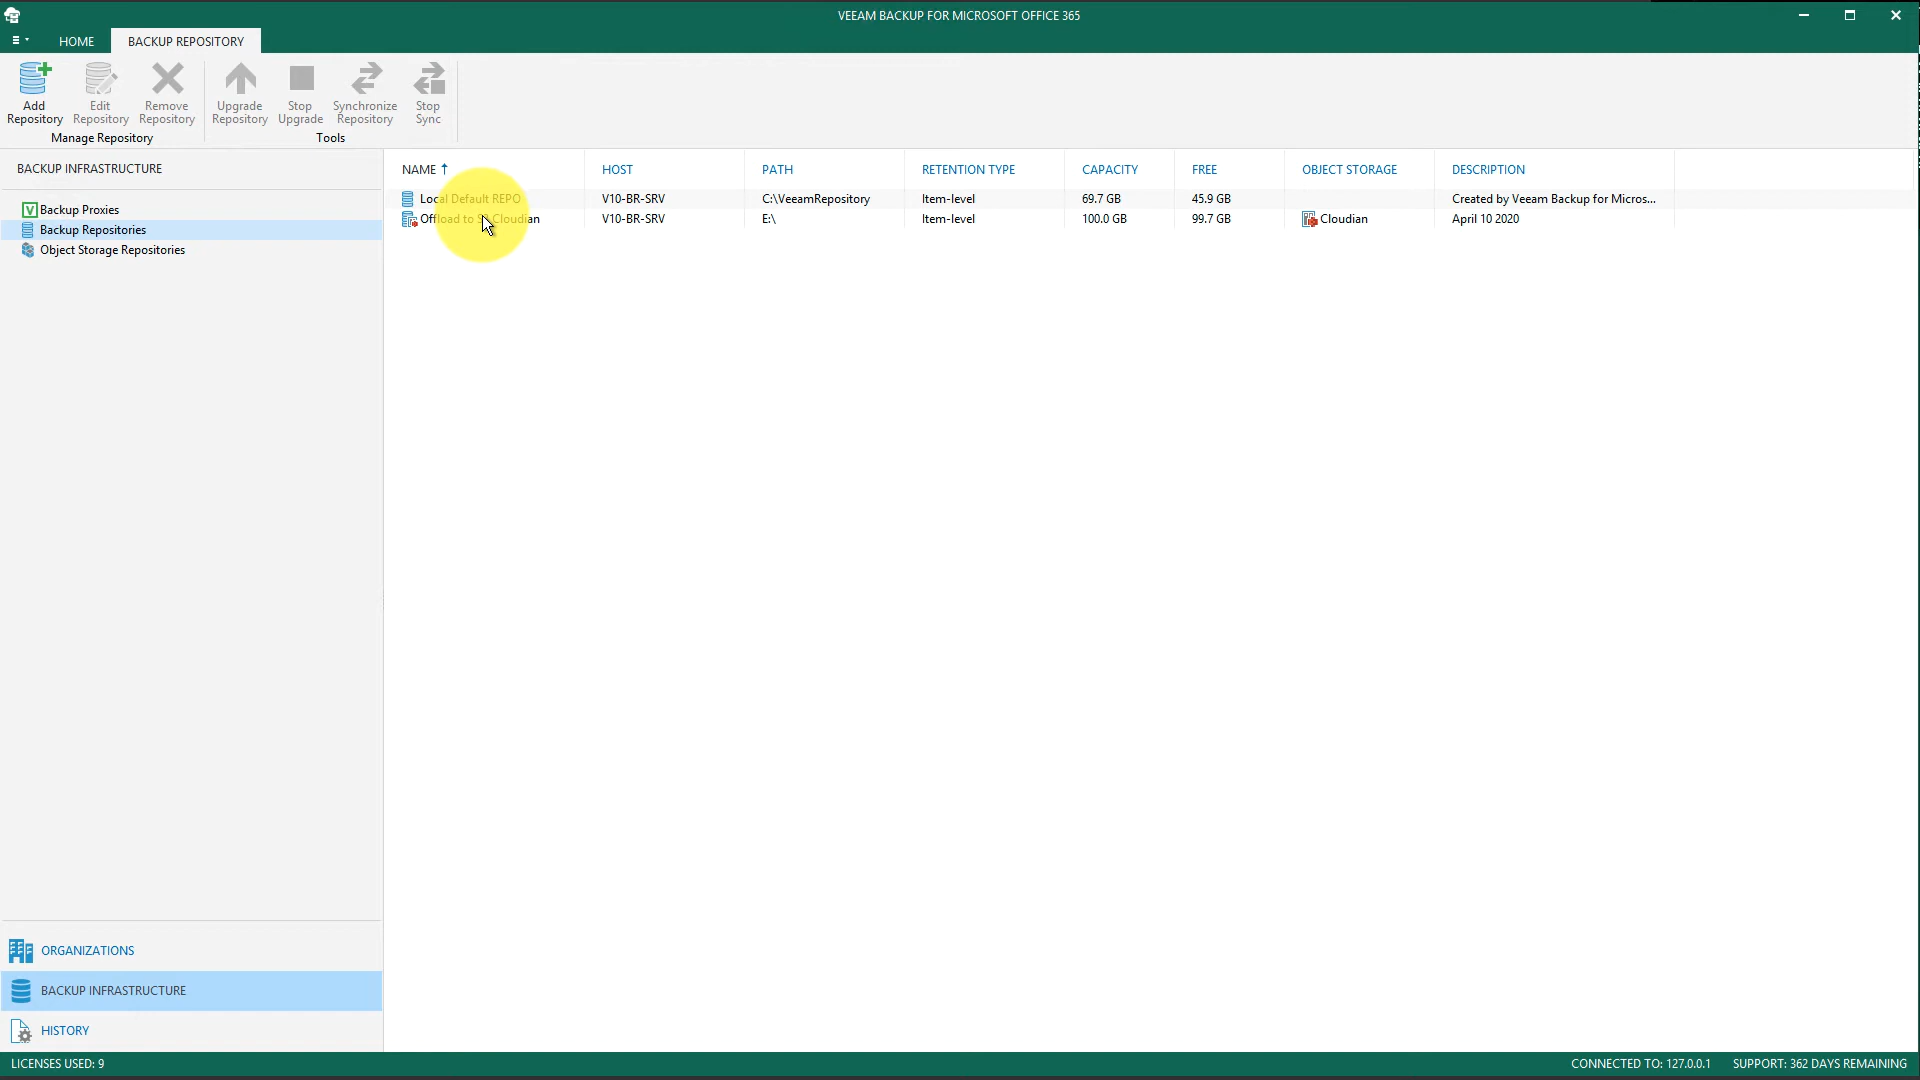 VEEAM BACKUP FOR MICROSOFT OFFICE 365
HOME
BACKUP REPOSITORY
Add Repository
Edit Repository
Remove Repository
Upgrade Repository
Stop Upgrade
Synchronize Repository
Stop Sync
Manage Repository
Tools
BACKUP INFRASTRUCTURE
Backup Proxies
Backup Repositories
Object Storage Repositories
NAME HOST PATH RETENTION TYPE CAPACITY FREE OBJECT STORAGE DESCRIPTION
Local Default REPO V10-BR-SRV C:\VeeamRepository Item-level 69.7 GB 45.9 GB Created by Veeam Backup for Micros...
Offload to Cloudian V10-BR-SRV E:\ Item-level 100.0 GB 99.7 GB Cloudian April 10 2020
ORGANIZATIONS
BACKUP INFRASTRUCTURE
HISTORY
LICENSES USED: 9
CONNECTED TO: 127.0.0.1 SUPPORT: 362 DAYS REMAINING